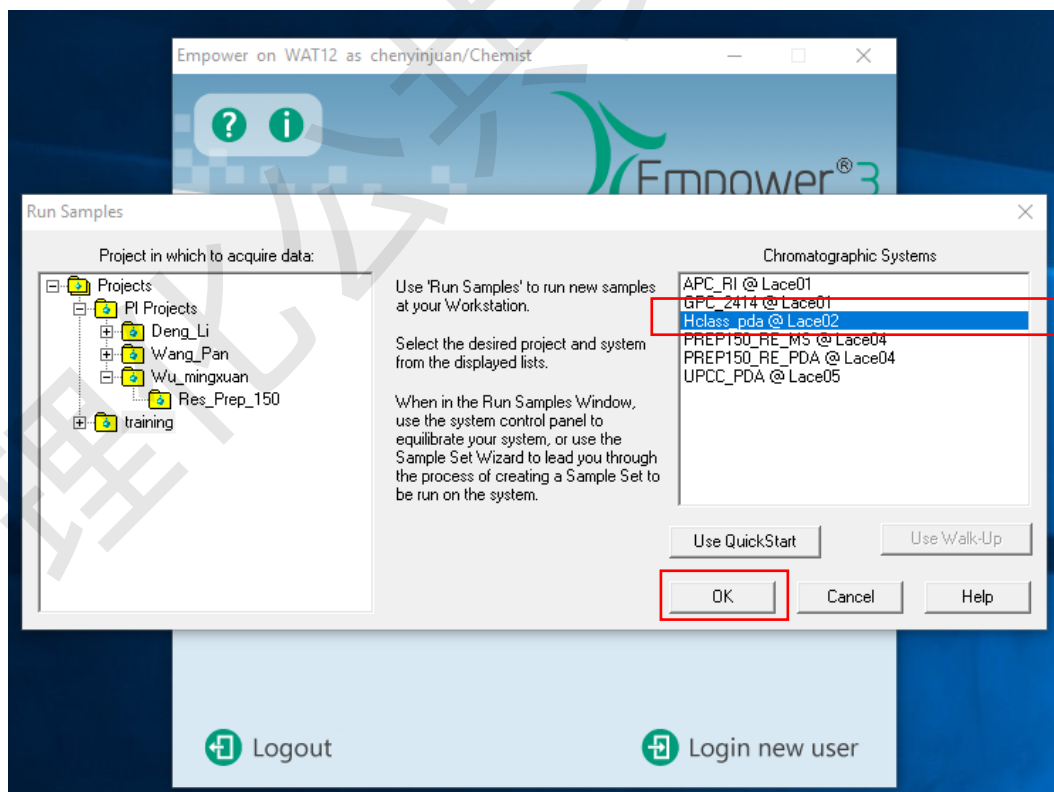 Empower on WAT12 as chenyinjuan/Chemist
Empower®3
Run Samples
Project in which to acquire data:
Projects
PI Projects
Deng_Li
Wang_Pan
Wu_mingxuan
Res_Prep_150
training
Use 'Run Samples' to run new samples
at your Workstation.
Select the desired project and system
from the displayed lists.
When in the Run Samples Window,
use the system control panel to
equilibrate your system, or use the
Sample Set Wizard to lead you through
the process of creating a Sample Set to
be run on the system.
Chromatographic Systems
APC_RI @ Lace01
GPC_2414 @ Lace01
Hclass_pda @ Lace02
PREP150_RE_MS @ Lace04
PREP150_RE_PDA @ Lace04
UPCC_PDA @ Lace05
Use QuickStart
Use Walk-Up
OK
Cancel
Help
Logout
Login new user
理化公共